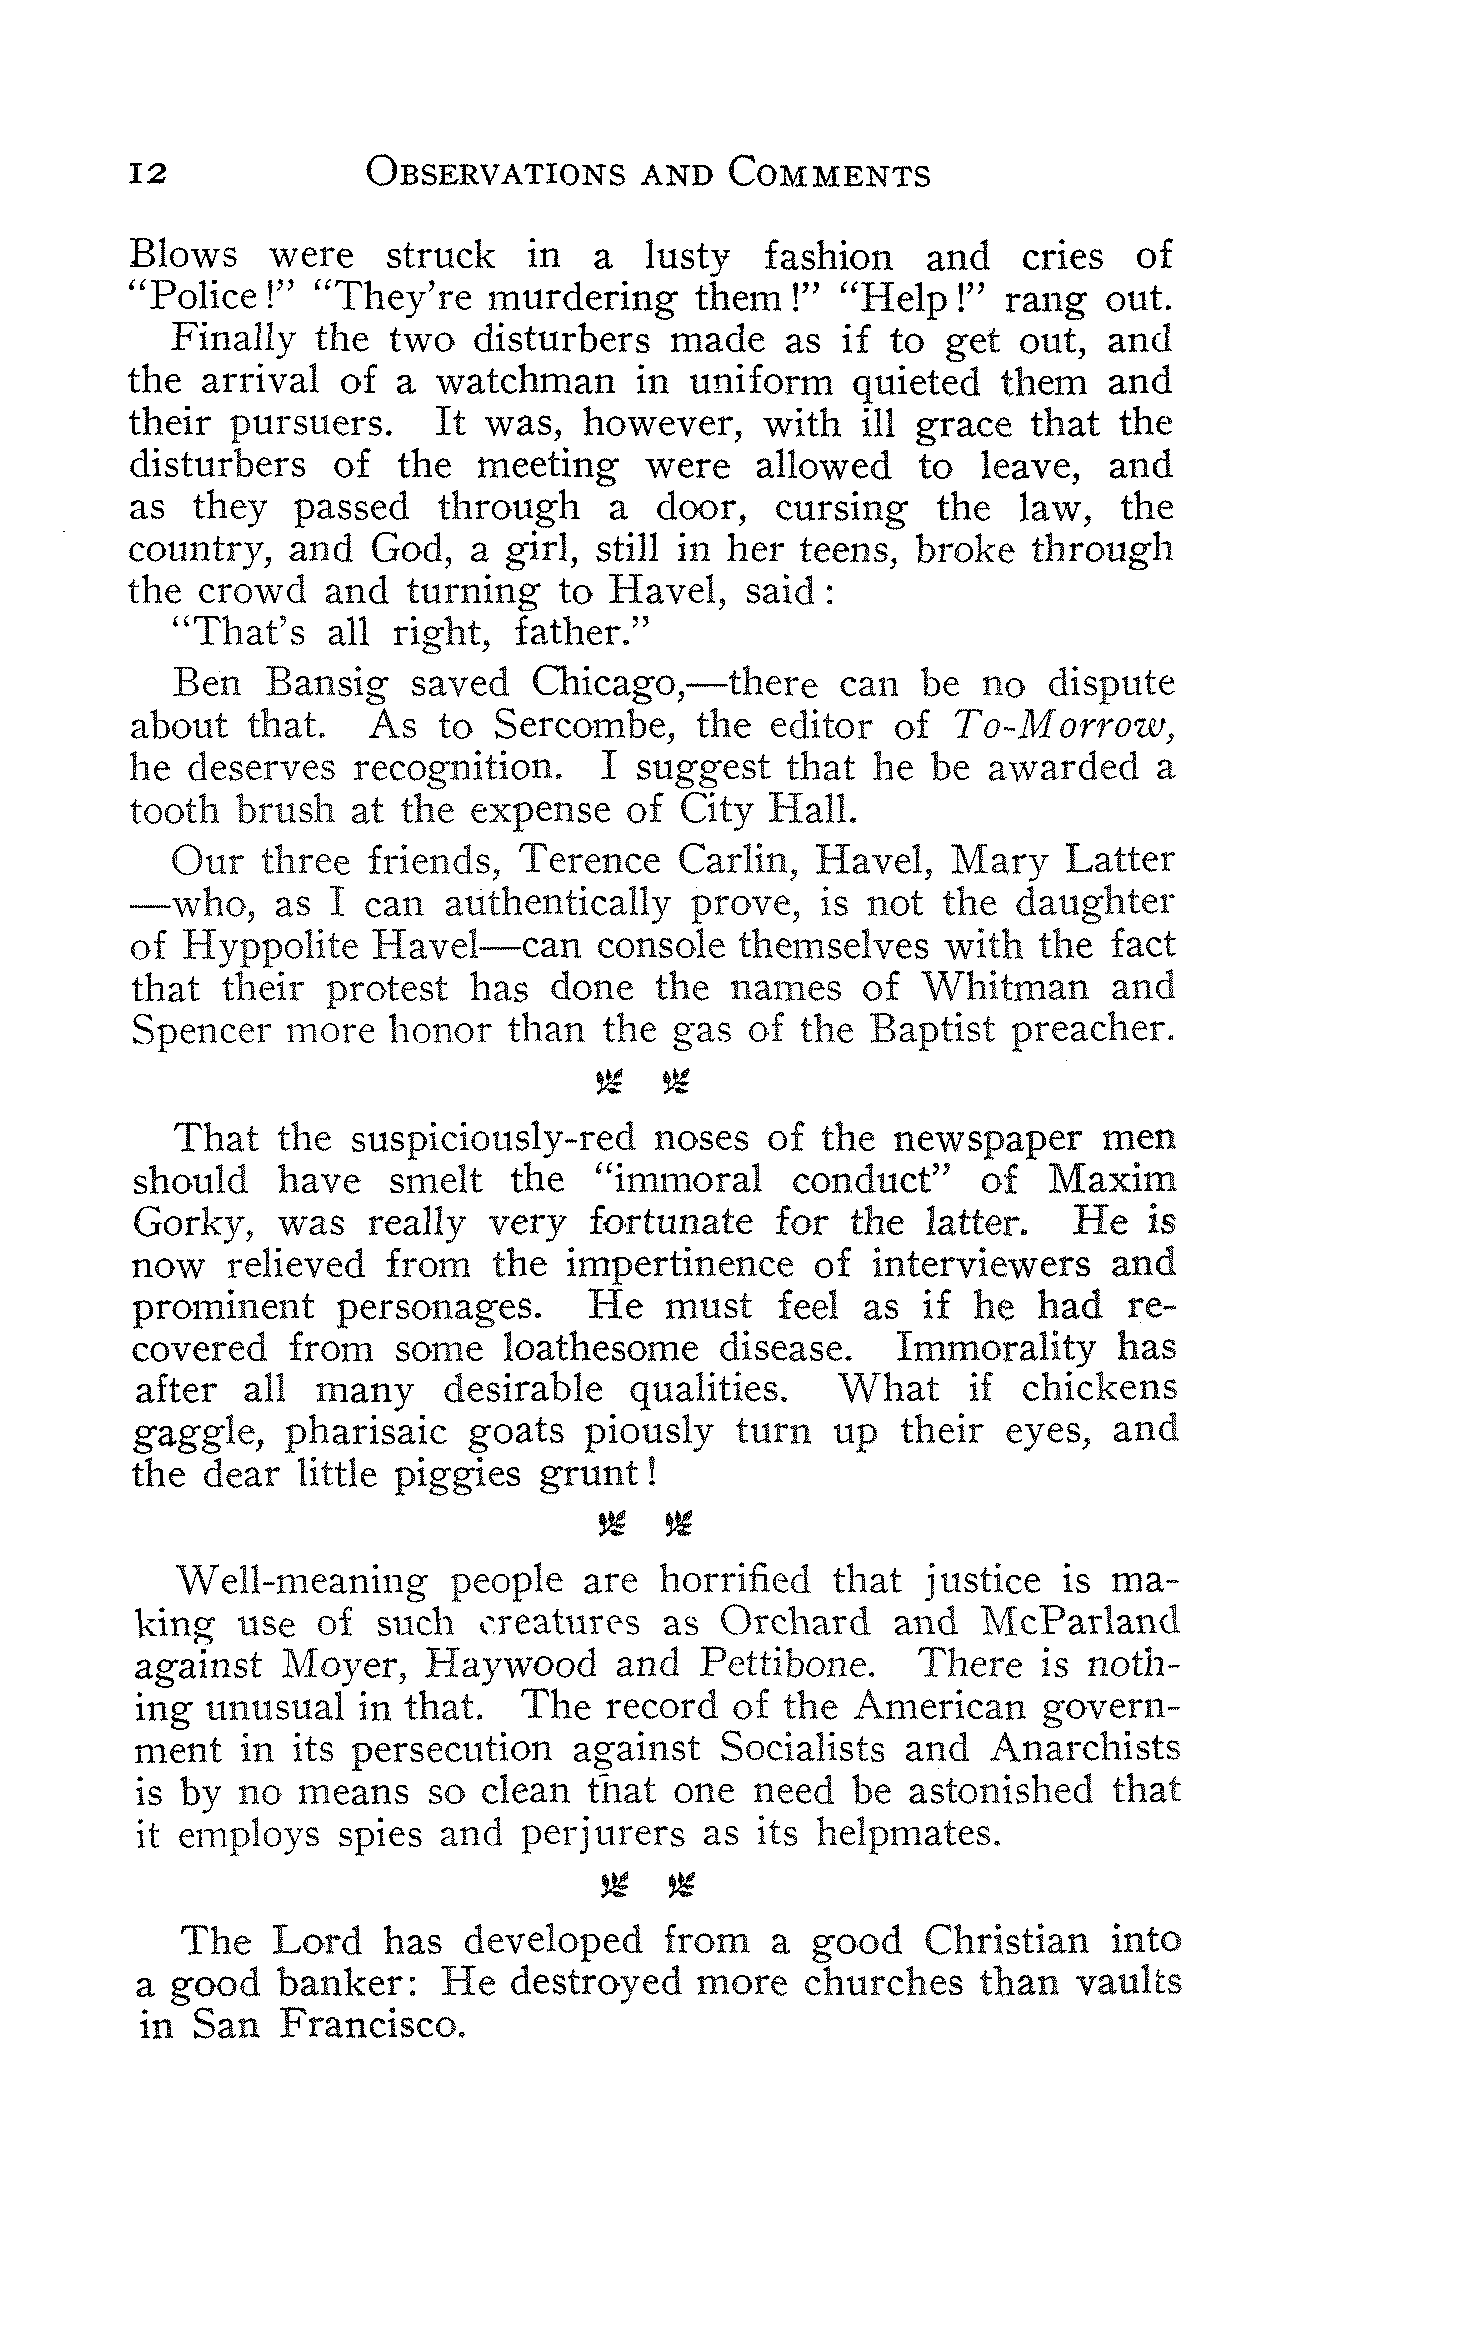 12 OBSERVATIONS AND COMMENTS
Blows were struck in a lusty fashion and cries of
"Police!" "They're murdering them!" "Help!" rang out.
Finally the two disturbers made as if to get out, and
the arrival of a watchman in uniform quieted them and
their pursuers. It was, however, with ill grace that the
disturbers of the meeting were allowed to leave, and
as they passed through a door, cursing the law, the
country, and God, a girl, still in her teens, broke through
the crowd and turning to Havel, said:
"That's all right, father."
Ben Bansig saved Chicago,—there can be no dispute
about that. As to Sercombe, the editor of To-Morrow,
he deserves recognition. I suggest that he be awarded a
tooth brush at the expense of City Hall.
Our three friends, Terence Carlin, Havel, Mary Latter
—who, as I can authentically prove, is not the daughter
of Hyppolite Havel—can console themselves with the fact
that their protest has done the names of Whitman and
Spencer more honor than the gas of the Baptist preacher.
That the suspiciously-red noses of the newspaper men
should have smelt the "immoral conduct" of Maxim
Gorky, was really very fortunate for the latter. He is
now relieved from the impertinence of interviewers and
prominent personages. He must feel as if he had re-
covered from some loathesome disease. Immorality has
after all many desirable qualities. What if chickens
gaggle, pharisaic goats piously turn up their eyes, and
the dear little piggies grunt!
Well-meaning people are horrified that justice is ma-
king use of such creatures as Orchard and McParland
against Moyer, Haywood and Pettibone. There is noth-
ing unusual in that. The record of the American govern-
ment in its persecution against Socialists and Anarchists
is by no means so clean that one need be astonished that
it employs spies and perjurers as its helpmates.
The Lord has developed from a good Christian into
a good banker: He destroyed more churches than vaults
in San Francisco.